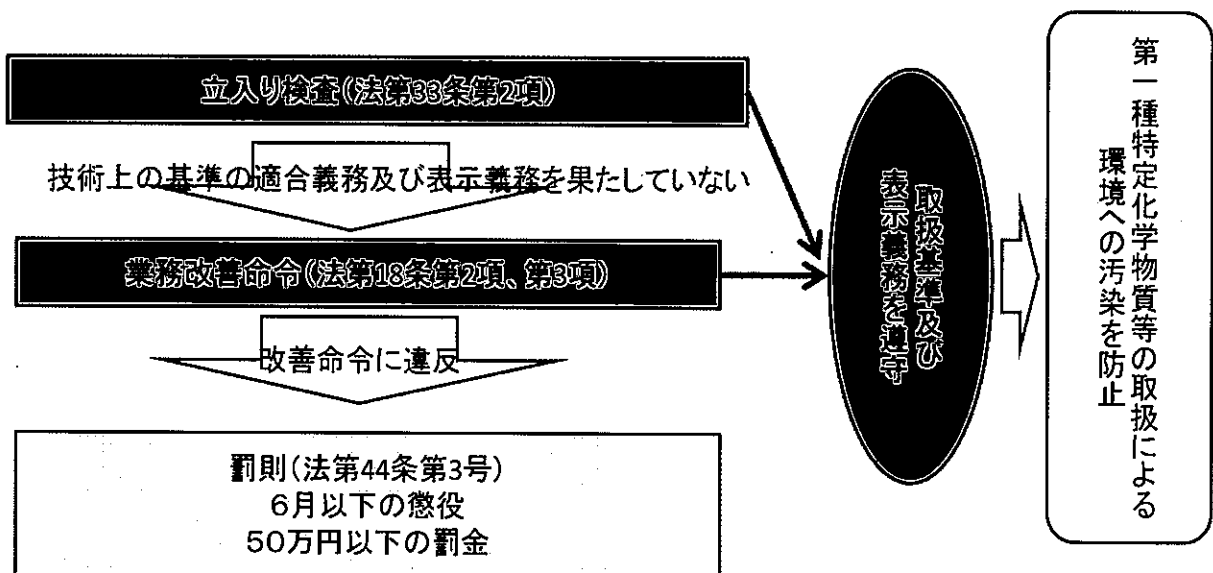 立入り検査(法第33条第2項)
技術上の基準の適合義務及び表示義務を果たしていない
業務改善命令(法第18条第2項、第3項)
改善命令に違反
罰則(法第44条第3号)
6月以下の懲役
50万円以下の罰金
取扱基準及び
表示義務を遵守
第一種特定化学物質等の取扱による
環境への汚染を防止